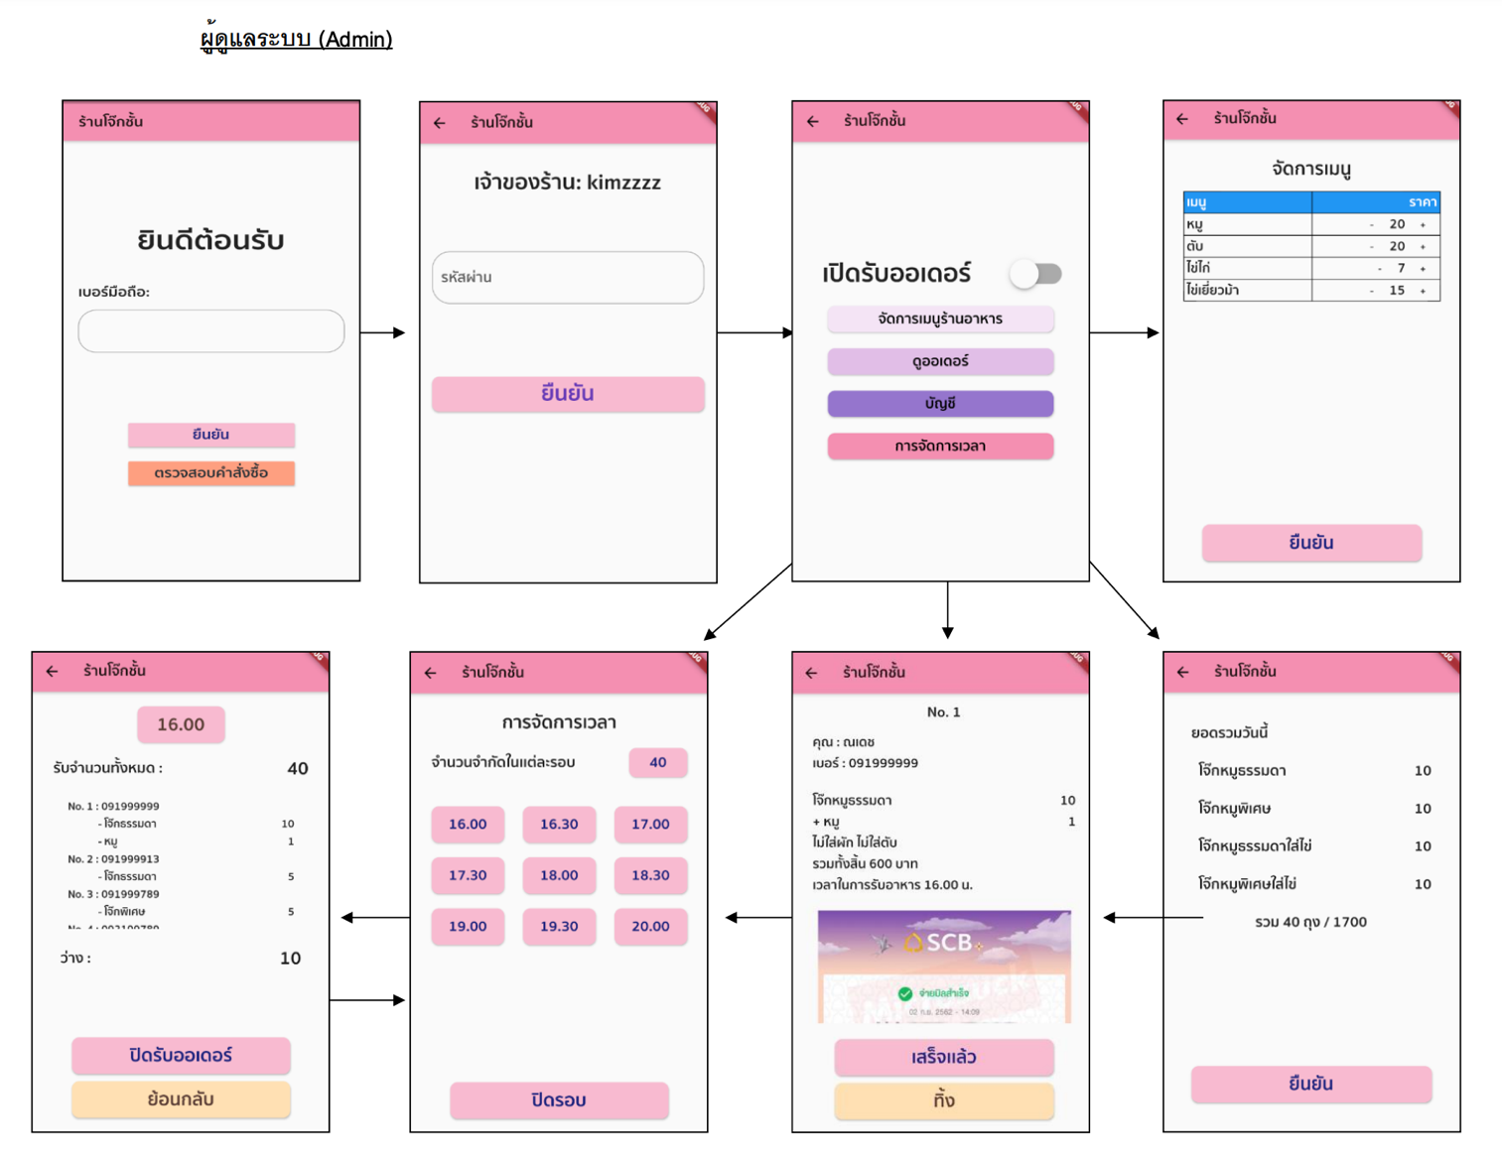 ผู้ดูแลระบบ (Admin)
ร้านโจ๊กชั้น
ยินดีต้อนรับ
เบอร์มือถือ:
ยืนยัน
ตรวจสอบคำสั่งซื้อ
ร้านโจ๊กชั้น
เจ้าของร้าน: kimzzzz
รหัสผ่าน
ยืนยัน
ร้านโจ๊กชั้น
เปิดรับออเดอร์
จัดการเมนูร้านอาหาร
ดูออเดอร์
บัญชี
การจัดการเวลา
ร้านโจ๊กชั้น
จัดการเมนู
เมนู ราคา
หมู - 20 +
ตับ - 20 +
ไข่ไก่ - 7 +
ไข่เยี่ยวม้า - 15 +
ยืนยัน
ร้านโจ๊กชั้น
16.00
รับจำนวนทั้งหมด : 40
No. 1 : 091999999
- โจ๊กธรรมดา 10
- หมู 1
No. 2 : 091999913
- โจ๊กธรรมดา 5
No. 3 : 091999789
- โจ๊กพิเศษ 5
ว่าง : 10
ปิดรับออเดอร์
ย้อนกลับ
ร้านโจ๊กชั้น
การจัดการเวลา
จำนวนจำกัดในแต่ละรอบ 40
16.00 16.30 17.00
17.30 18.00 18.30
19.00 19.30 20.00
ปิดรอบ
ร้านโจ๊กชั้น
No. 1
คุณ : ณเดช
เบอร์ : 091999999
โจ๊กหมูธรรมดา 10
+ หมู 1
ไม่ใส่ผัก ไม่ใส่ตับ
รวมทั้งสิ้น 600 บาท
เวลาในการรับอาหาร 16.00 น.
SCB
จ่ายบิลสำเร็จ
02 ก.ย. 2562 - 14:09
เสร็จแล้ว
ทิ้ง
ร้านโจ๊กชั้น
ยอดรวมวันนี้
โจ๊กหมูธรรมดา 10
โจ๊กหมูพิเศษ 10
โจ๊กหมูธรรมดาใส่ไข่ 10
โจ๊กหมูพิเศษใส่ไข่ 10
รวม 40 ถุง / 1700
ยืนยัน